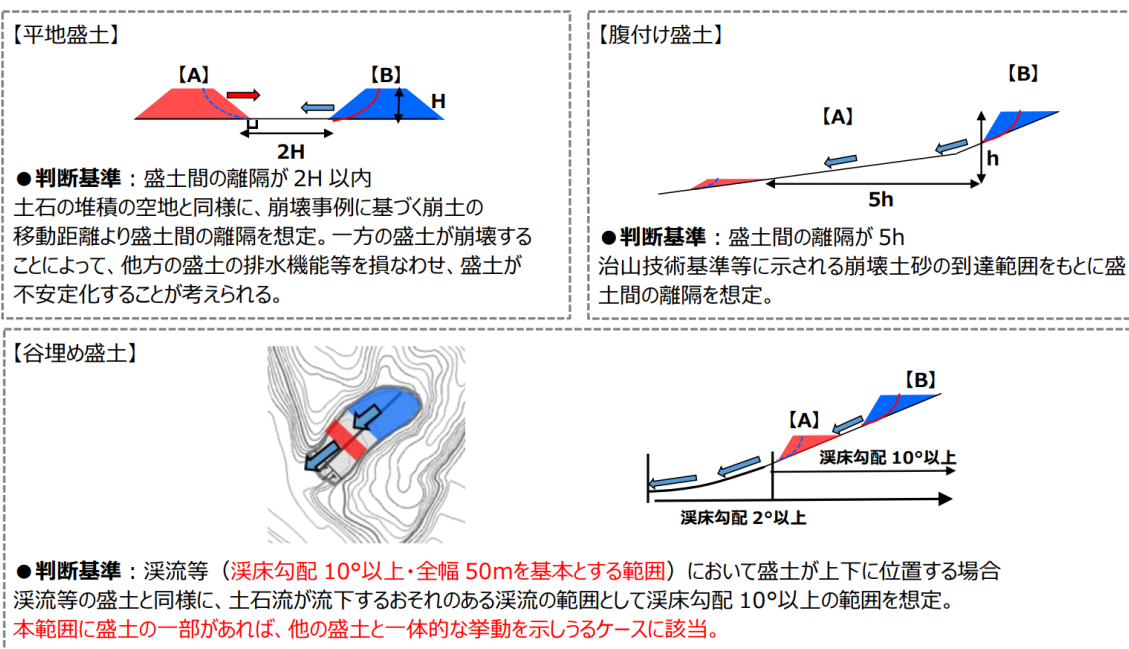 【平地盛土】
【A】
【B】
H
2H
●判断基準：盛土間の離隔が 2H 以内
土石の堆積の空地と同様に、崩壊事例に基づく崩土の
移動距離より盛土間の離隔を想定。一方の盛土が崩壊する
ことによって、他方の盛土の排水機能等を損なわせ、盛土が
不安定化することが考えられる。
【腹付け盛土】
【B】
【A】
h
5h
●判断基準：盛土間の離隔が 5h
治山技術基準等に示される崩壊土砂の到達範囲をもとに盛
土間の離隔を想定。
【谷埋め盛土】
【B】
【A】
渓床勾配 10°以上
渓床勾配 2°以上
●判断基準：渓流等（渓床勾配 10°以上・全幅 50mを基本とする範囲）において盛土が上下に位置する場合
渓流等の盛土と同様に、土石流が流下するおそれのある渓流の範囲として渓床勾配 10°以上の範囲を想定。
本範囲に盛土の一部があれば、他の盛土と一体的な挙動を示しうるケースに該当。